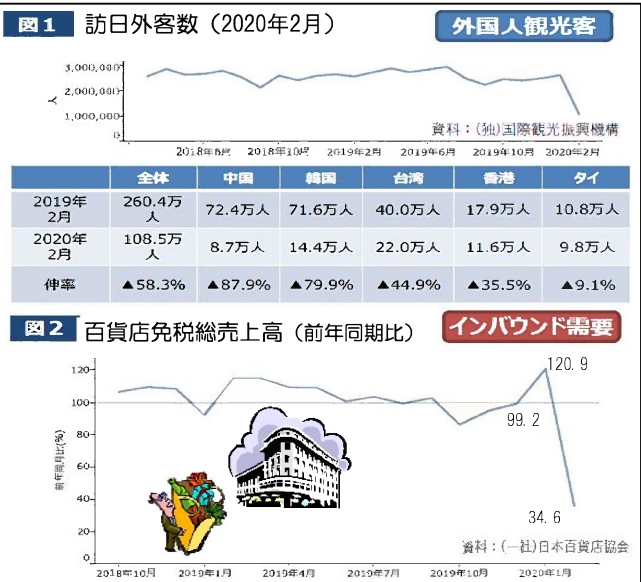 図1 訪日外客数（2020年2月） 外国人観光客
3,000,000
2,000,000
1,000,000
0
人
資料：(独)国際観光振興機構
2018年6月 2018年10月 2019年2月 2019年6月 2019年10月 2020年2月
全体 中国 韓国 台湾 香港 タイ
2019年2月 260.4万人 72.4万人 71.6万人 40.0万人 17.9万人 10.8万人
2020年2月 108.5万人 8.7万人 14.4万人 22.0万人 11.6万人 9.8万人
伸率 ▲58.3% ▲87.9% ▲79.9% ▲44.9% ▲35.5% ▲9.1%
図2 百貨店免税総売上高（前年同期比） インバウンド需要
120
100
80
60
40
20
0
前年同月比(%)
120.9
99.2
34.6
資料：(一社)日本百貨店協会
2018年10月 2019年1月 2019年4月 2019年7月 2019年10月 2020年1月